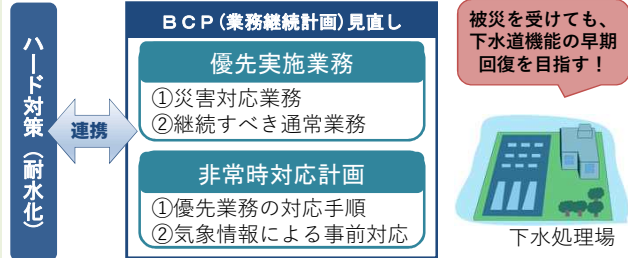 ハード対策（耐水化）
連携
ＢＣＰ（業務継続計画）見直し
優先実施業務
①災害対応業務
②継続すべき通常業務
非常時対応計画
①優先業務の対応手順
②気象情報による事前対応
被災を受けても、
下水道機能の早期
回復を目指す！
下水処理場